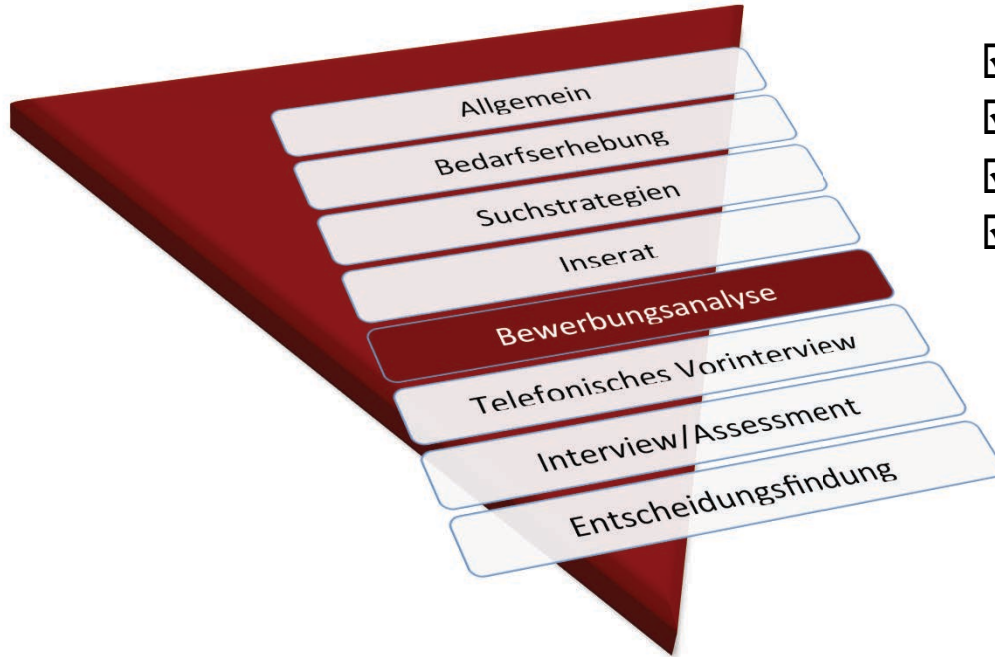 Allgemein
Bedarfserhebung
Suchstrategien
Inserat
Bewerbungsanalyse
Telefonisches Vorinterview
Interview/Assessment
Entscheidungsfindung